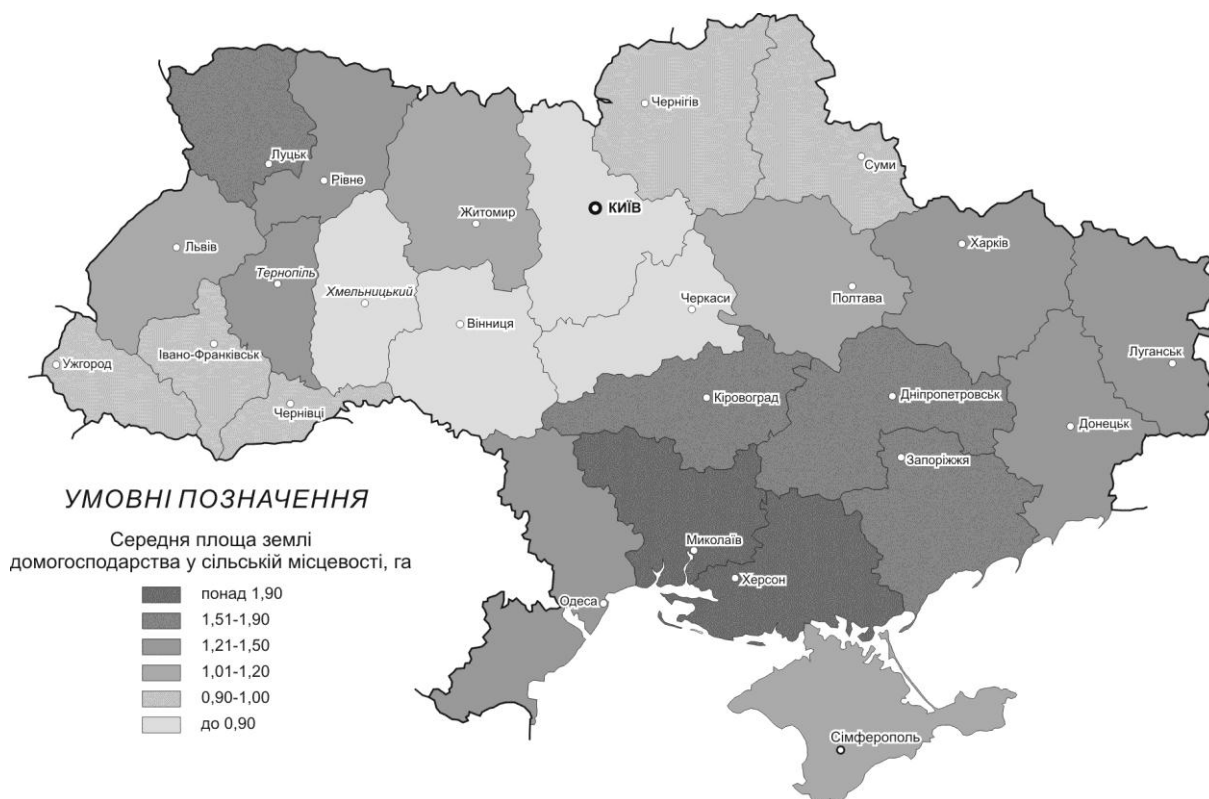 Чернігів
Суми
Луцьк
Рівне
Житомир
КИЇВ
Львів
Харків
Тернопіль
Хмельницький
Вінниця
Черкаси
Полтава
Ужгород
Івано-Франківськ
Луганськ
Чернівці
Кіровоград
Дніпропетровськ
Донецьк
Запоріжжя
Миколаїв
Херсон
Одеса
Сімферополь
УМОВНІ ПОЗНАЧЕННЯ
Середня площа землі
домогосподарства у сільській місцевості, га
понад 1,90
1,51-1,90
1,21-1,50
1,01-1,20
0,90-1,00
до 0,90